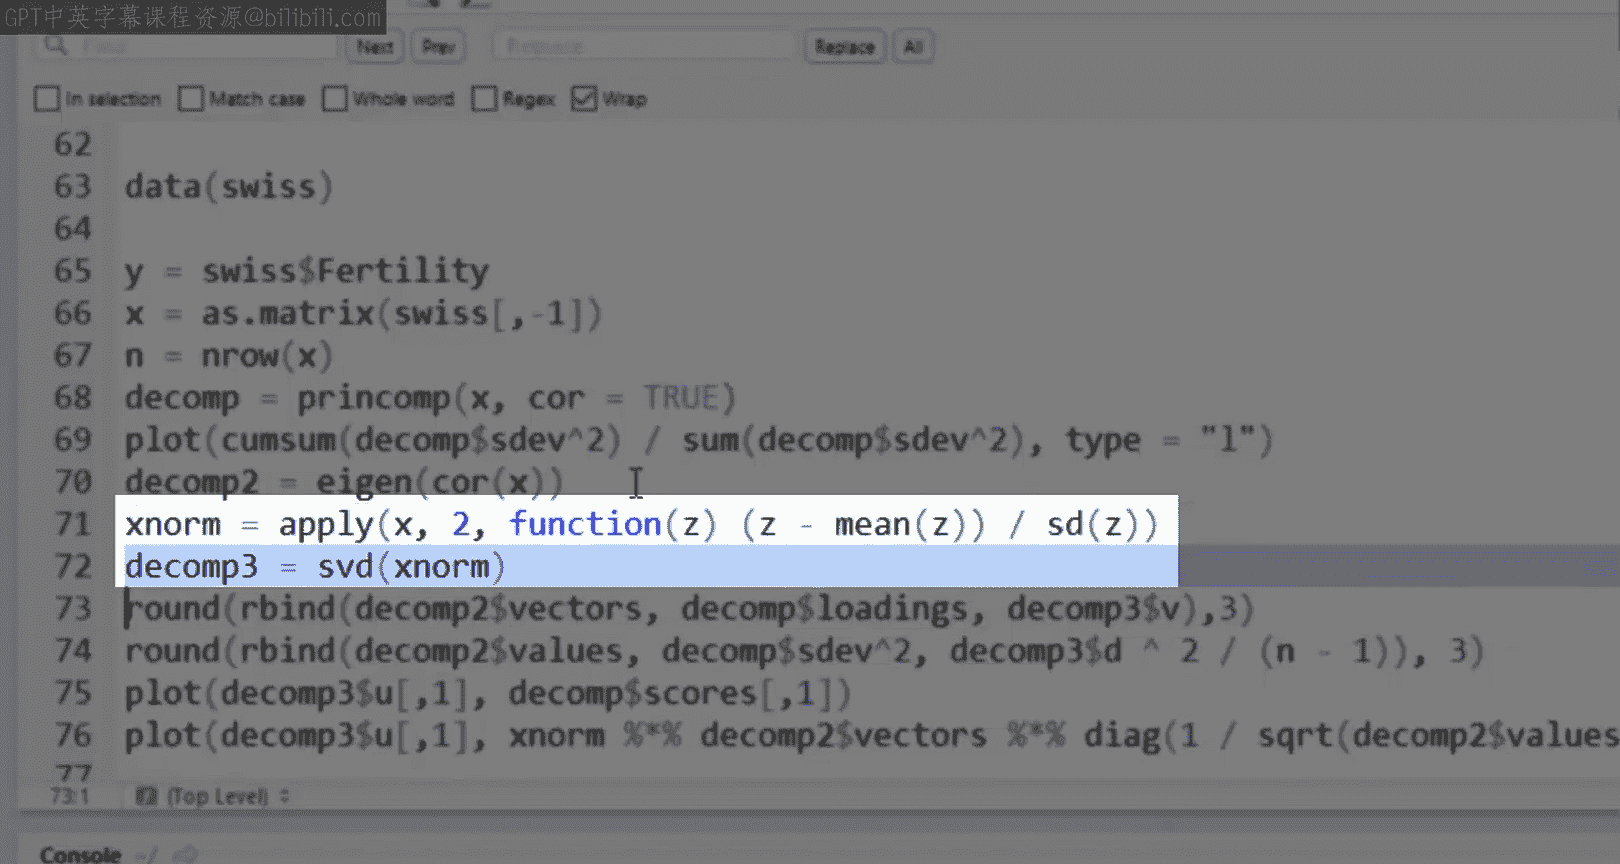 GPT中英字幕课程资源@bilibili.com
Find Next Prev Replace Replace All
In selection Match case Whole word Regex Wrap
62
63 data(swiss)
64
65 y = swiss$Fertility
66 x = as.matrix(swiss[,-1])
67 n = nrow(x)
68 decomp = princomp(x, cor = TRUE)
69 plot(cumsum(decomp$sdev^2) / sum(decomp$sdev^2), type = "l")
70 decomp2 = eigen(cor(x))
71 xnorm = apply(x, 2, function(z) (z - mean(z)) / sd(z))
72 decomp3 = svd(xnorm)
73 round(rbind(decomp2$vectors, decomp$loadings, decomp3$v),3)
74 round(rbind(decomp2$values, decomp$sdev^2, decomp3$d ^ 2 / (n - 1)), 3)
75 plot(decomp3$u[,1], decomp$scores[,1])
76 plot(decomp3$u[,1], xnorm %*% decomp2$vectors %*% diag(1 / sqrt(decomp2$values
77
73:1 (Top Level)
Console ~/